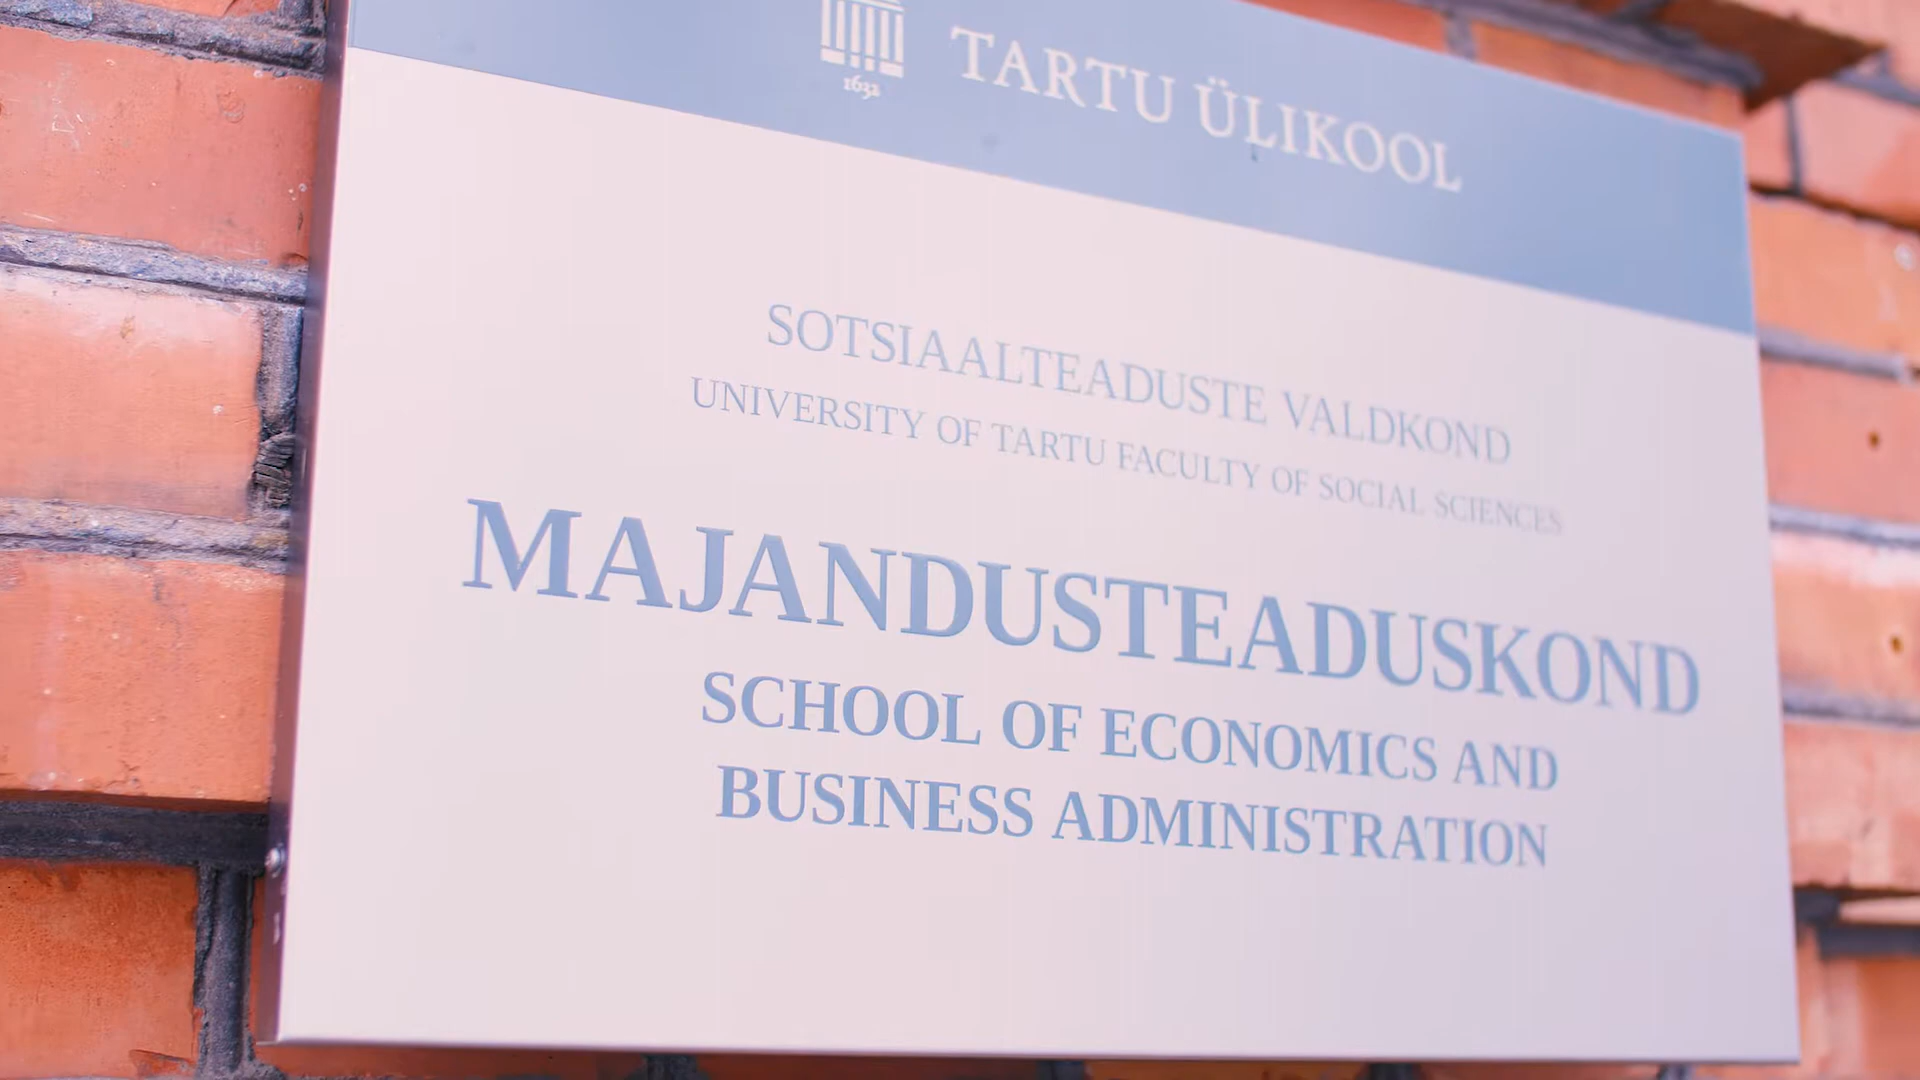 1632
TARTU ÜLIKOOL
SOTSIAALTEADUSTE VALDKOND
UNIVERSITY OF TARTU FACULTY OF SOCIAL SCIENCES
MAJANDUSTEADUSKOND
SCHOOL OF ECONOMICS AND
BUSINESS ADMINISTRATION